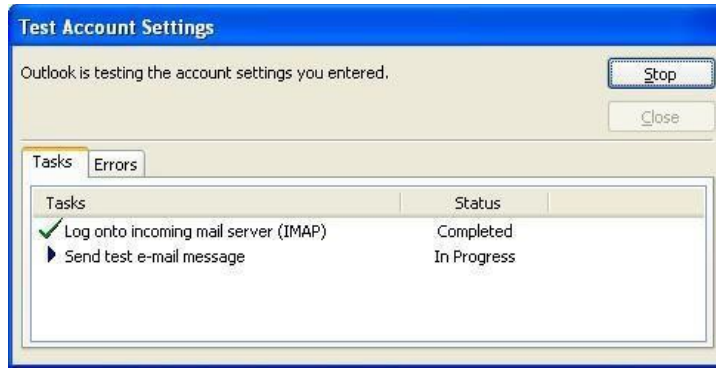 Test Account Settings
Outlook is testing the account settings you entered.
Stop
Close
Tasks Errors
Tasks Status
Log onto incoming mail server (IMAP) Completed
Send test e-mail message In Progress